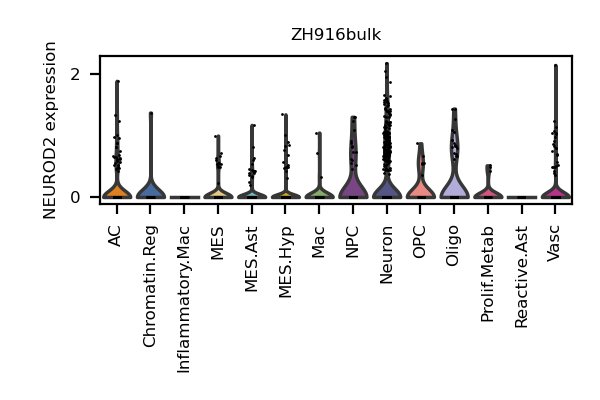 ZH916bulk
NEUROD2 expression
2
0
AC
Chromatin.Reg
Inflammatory.Mac
MES
MES.Ast
MES.Hyp
Mac
NPC
Neuron
OPC
Oligo
Prolif.Metab
Reactive.Ast
Vasc